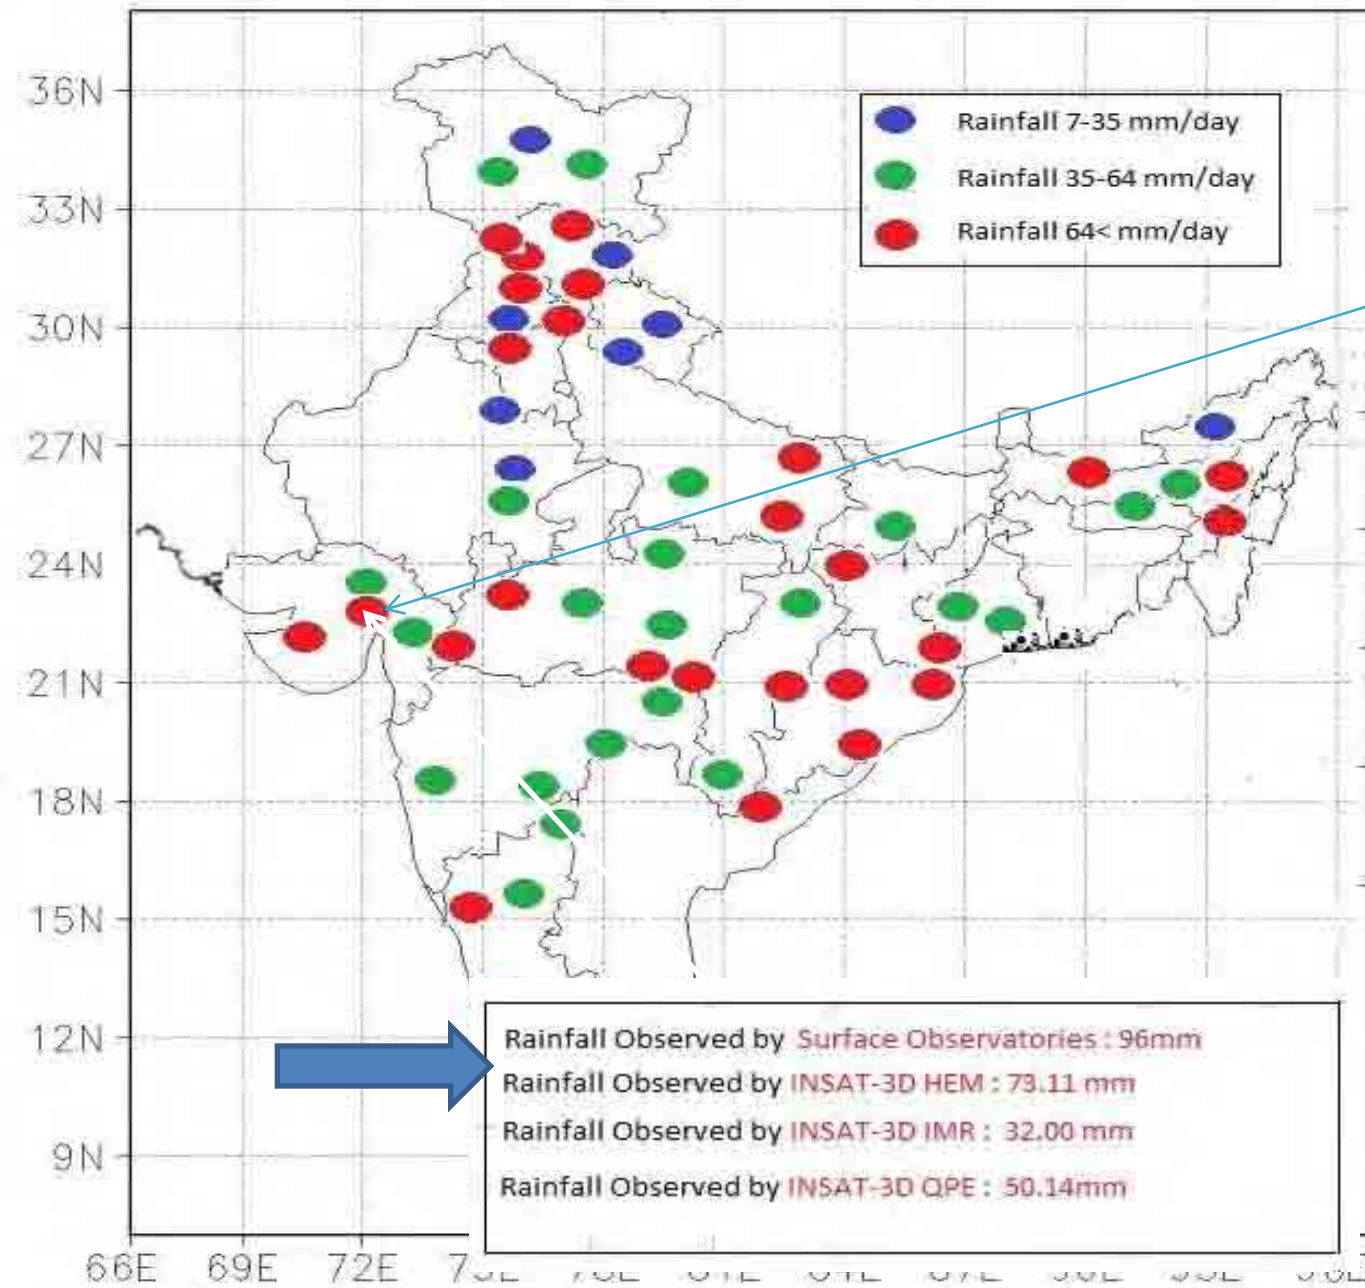 36N
33N
30N
27N
24N
21N
18N
15N
12N
9N
Rainfall 7-35 mm/day
Rainfall 35-64 mm/day
Rainfall 64< mm/day
Rainfall Observed by Surface Observatories : 96mm
Rainfall Observed by INSAT-3D HEM : 73.11 mm
Rainfall Observed by INSAT-3D IMR : 32.00 mm
Rainfall Observed by INSAT-3D QPE : 50.14mm
66E 69E 72E